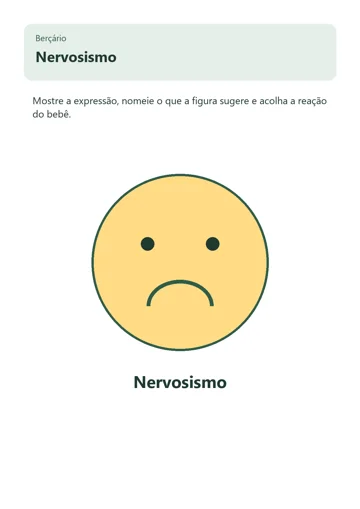 Berçário
Nervosismo
Mostre a expressão, nomeie o que a figura sugere e acolha a reação
do bebê.
Nervosismo